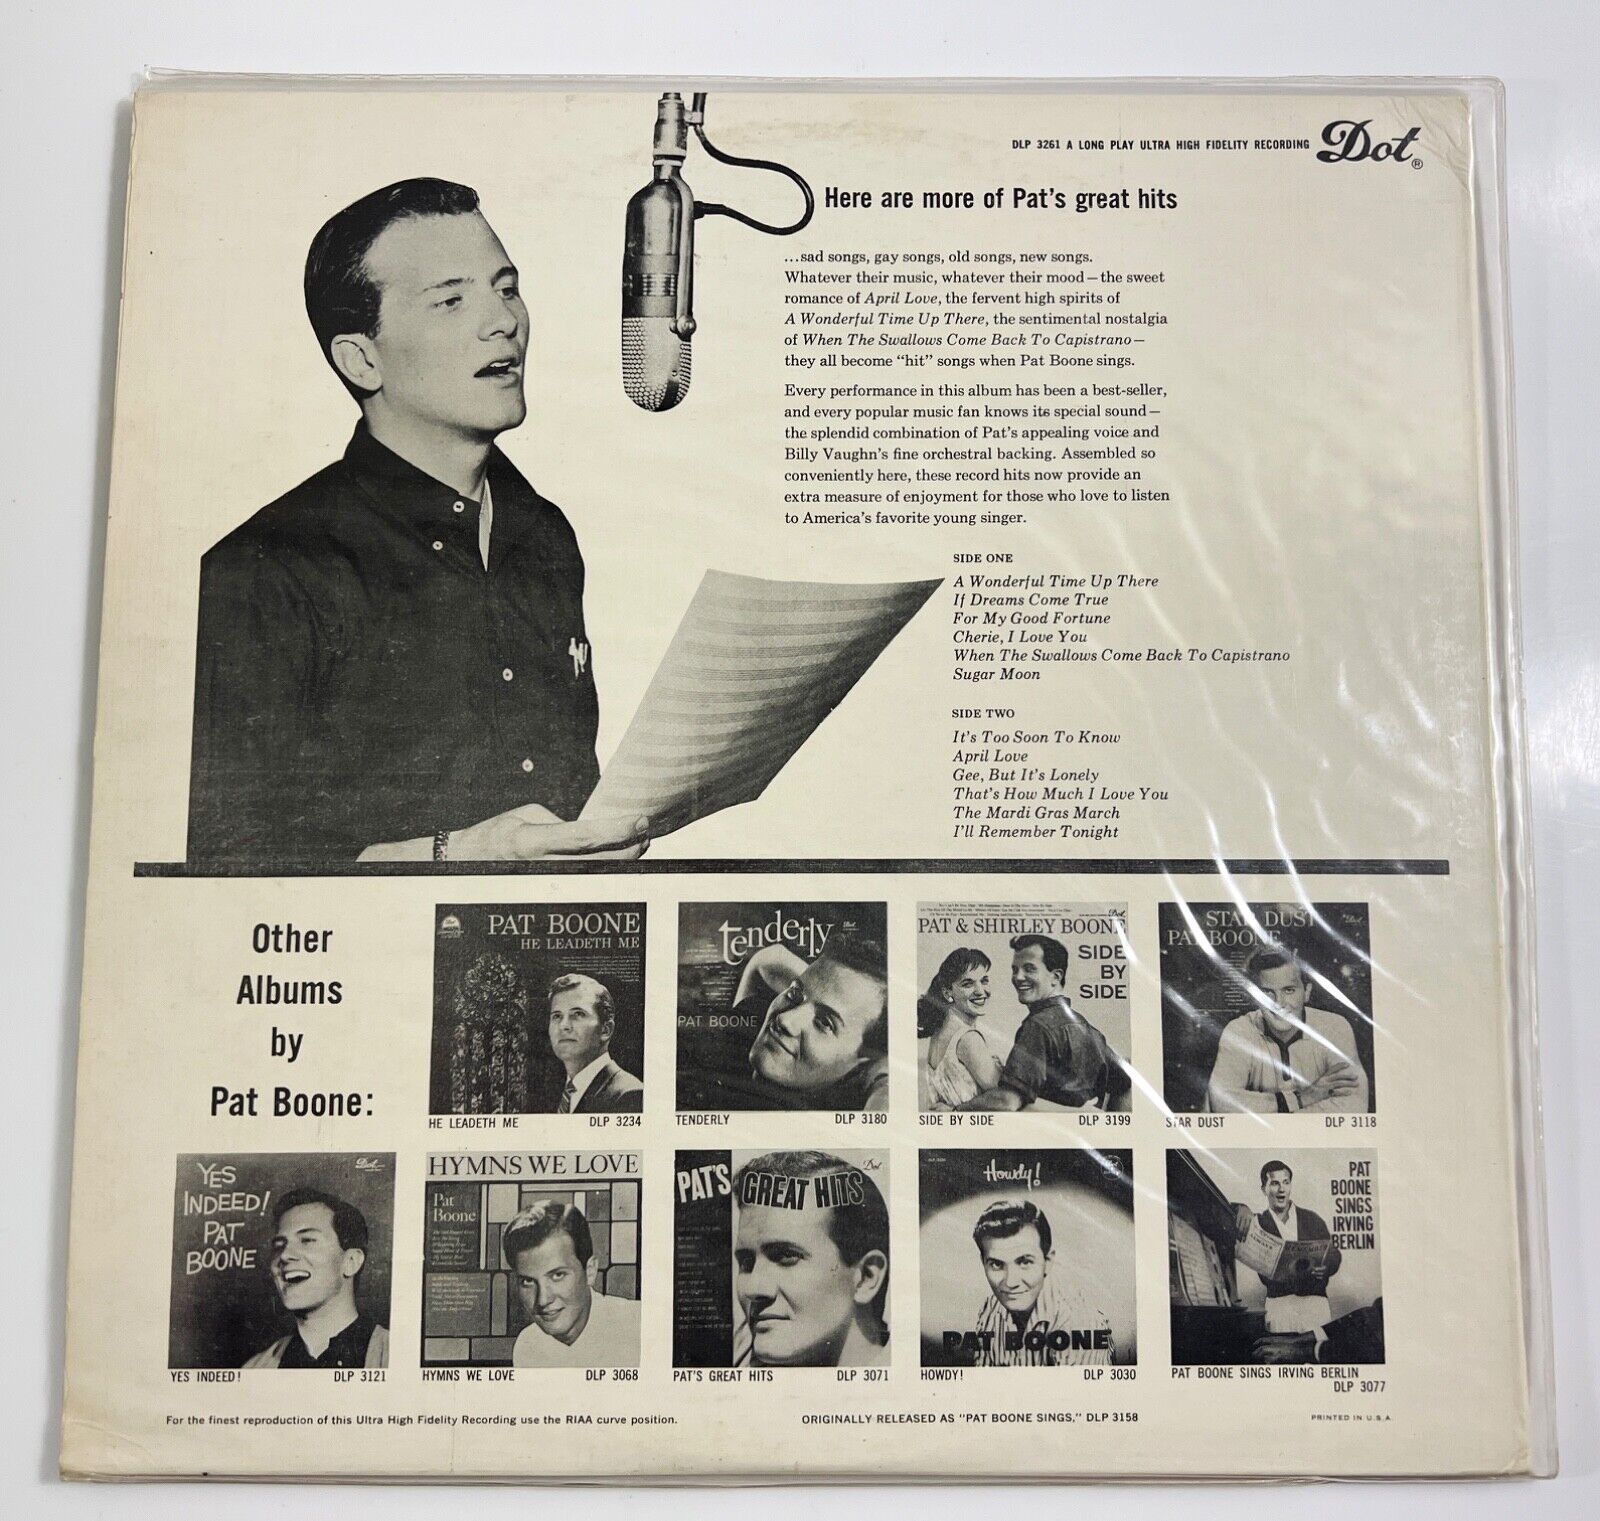 DLP 3261 A LONG PLAY ULTRA HIGH FIDELITY RECORDING Dot®
Here are more of Pat's great hits
...sad songs, gay songs, old songs, new songs.
Whatever their music, whatever their mood — the sweet
romance of April Love, the fervent high spirits of
A Wonderful Time Up There, the sentimental nostalgia
of When The Swallows Come Back To Capistrano —
they all become "hit" songs when Pat Boone sings.
Every performance in this album has been a best-seller,
and every popular music fan knows its special sound —
the splendid combination of Pat's appealing voice and
Billy Vaughn's fine orchestral backing. Assembled so
conveniently here, these record hits now provide an
extra measure of enjoyment for those who love to listen
to America's favorite young singer.
SIDE ONE
A Wonderful Time Up There
If Dreams Come True
For My Good Fortune
Cherie, I Love You
When The Swallows Come Back To Capistrano
Sugar Moon
SIDE TWO
It's Too Soon To Know
April Love
Gee, But It's Lonely
That's How Much I Love You
The Mardi Gras March
I'll Remember Tonight
Other
Albums
by
Pat Boone:
PAT BOONE
HE LEADETH ME
HE LEADETH ME DLP 3234
tenderly
PAT BOONE
TENDERLY DLP 3180
Dot
PAT & SHIRLEY BOONE
SIDE
BY
SIDE
SIDE BY SIDE DLP 3199
STAR DUST
PAT BOONE
STAR DUST DLP 3118
Dot
YES
INDEED!
PAT
BOONE
YES INDEED! DLP 3121
HYMNS WE LOVE
Pat
Boone
HYMNS WE LOVE DLP 3068
Dot
PAT'S GREAT HITS
PAT'S GREAT HITS DLP 3071
Howdy!
PAT BOONE
HOWDY! DLP 3030
PAT
BOONE
SINGS
IRVING
BERLIN
ALWAYS
REMEMBER
PAT BOONE SINGS IRVING BERLIN
DLP 3077
For the finest reproduction of this Ultra High Fidelity Recording use the RIAA curve position.
ORIGINALLY RELEASED AS "PAT BOONE SINGS," DLP 3158
PRINTED IN U.S.A.